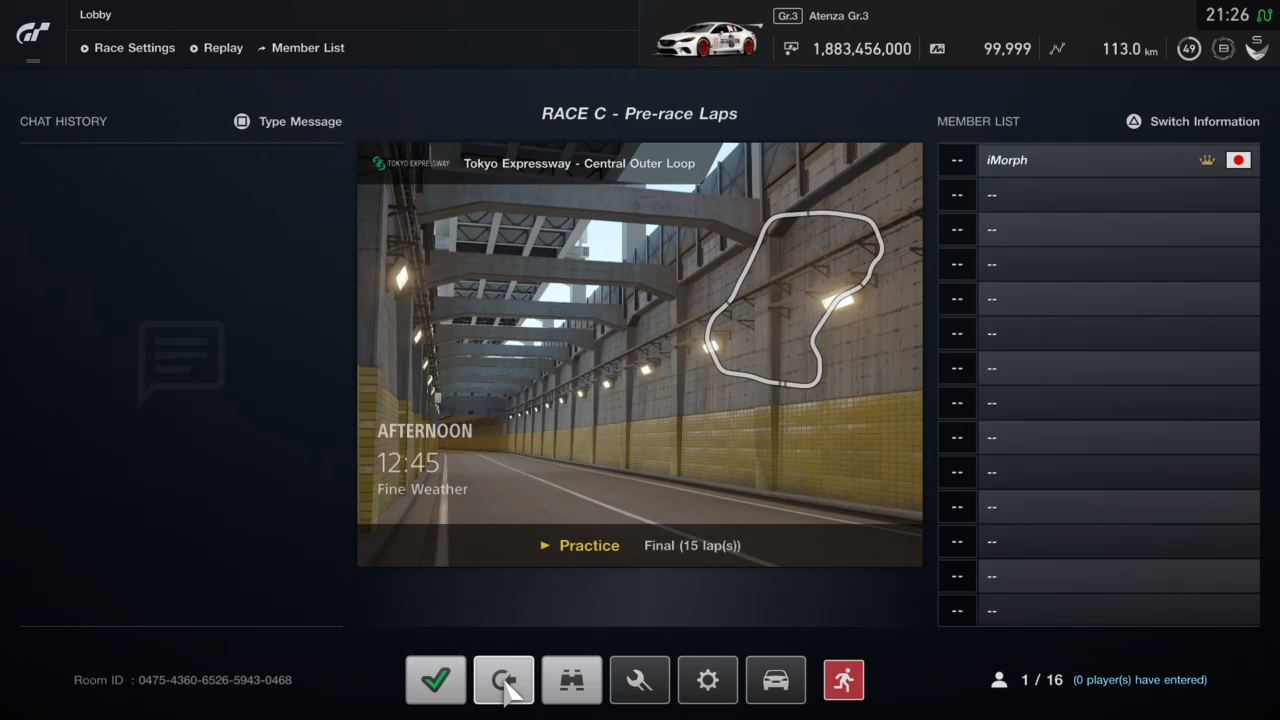 Lobby
Race Settings
Replay
Member List
Gr.3
Atenza Gr.3
1,883,456,000
99,999
113.0 km
49
B
S
21:26
CHAT HISTORY
Type Message
RACE C - Pre-race Laps
MEMBER LIST
Switch Information
TOKYO EXPRESSWAY
Tokyo Expressway - Central Outer Loop
-- iMorph
-- --
-- --
-- --
-- --
-- --
-- --
-- --
-- --
-- --
-- --
-- --
-- --
-- --
AFTERNOON
12:45
Fine Weather
Practice
Final (15 lap(s))
Room ID : 0475-4360-6526-5943-0468
1 / 16
(0 player(s) have entered)